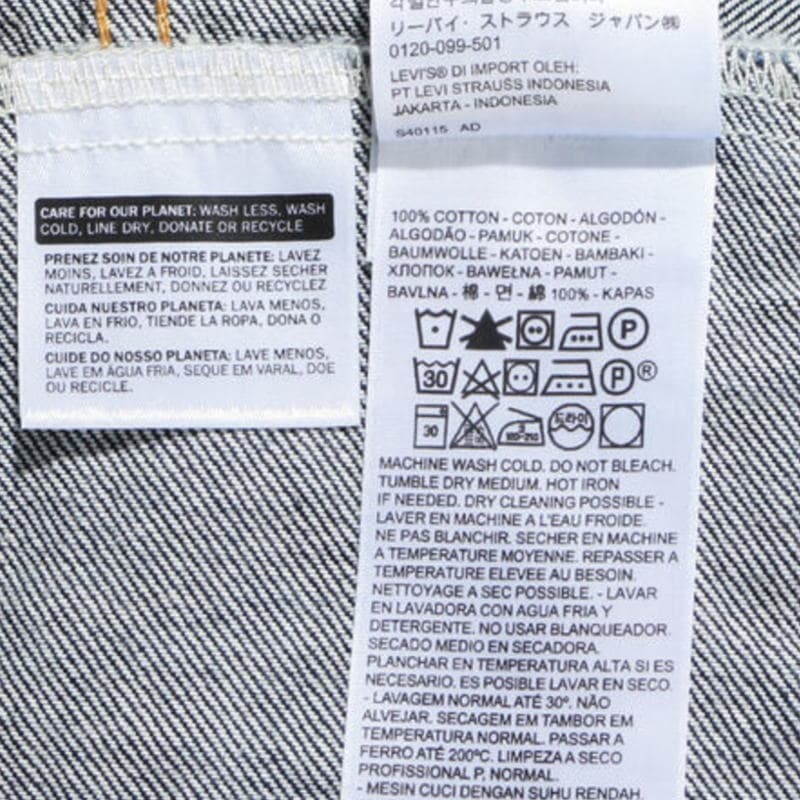 CARE FOR OUR PLANET: WASH LESS, WASH
COLD, LINE DRY, DONATE OR RECYCLE
PRENEZ SOIN DE NOTRE PLANETE: LAVEZ
MOINS, LAVEZ A FROID, LAISSEZ SECHER
NATURELLEMENT, DONNEZ OU RECYCLEZ
CUIDA NUESTRO PLANETA: LAVA MENOS,
LAVA EN FRIO, TIENDE LA ROPA, DONA O
RECICLA.
CUIDE DO NOSSO PLANETA: LAVE MENOS,
LAVE EM ÁGUA FRIA, SEQUE EM VARAL, DOE
OU RECICLE.
リーバイ・ストラウス ジャパン㈱
0120-099-501
LEVI'S® DI IMPORT OLEH:
PT LEVI STRAUSS INDONESIA
JAKARTA - INDONESIA
S40115 AD
100% COTTON - COTON - ALGODÓN -
ALGODÃO - PAMUK - COTONE -
BAUMWOLLE - KATOEN - BAMBAKI -
ХЛОПОК - BAWEŁNA - PAMUT -
BAVLNA - 棉 - 면 - 綿 100% - KAPAS
P
30 P®
30 드라이
MACHINE WASH COLD. DO NOT BLEACH.
TUMBLE DRY MEDIUM. HOT IRON
IF NEEDED. DRY CLEANING POSSIBLE -
LAVER EN MACHINE A L'EAU FROIDE.
NE PAS BLANCHIR. SECHER EN MACHINE
A TEMPERATURE MOYENNE. REPASSER A
TEMPERATURE ELEVEE AU BESOIN.
NETTOYAGE A SEC POSSIBLE. - LAVAR
EN LAVADORA CON AGUA FRIA Y
DETERGENTE. NO USAR BLANQUEADOR.
SECADO MEDIO EN SECADORA.
PLANCHAR EN TEMPERATURA ALTA SI ES
NECESARIO. ES POSIBLE LAVAR EN SECO.
- LAVAGEM NORMAL ATÉ 30º. NÃO
ALVEJAR. SECAGEM EM TAMBOR EM
TEMPERATURA NORMAL. PASSAR A
FERRO ATÉ 200ºC. LIMPEZA A SECO
PROFISSIONAL P, NORMAL.
- MESIN CUCI DENGAN SUHU RENDAH.